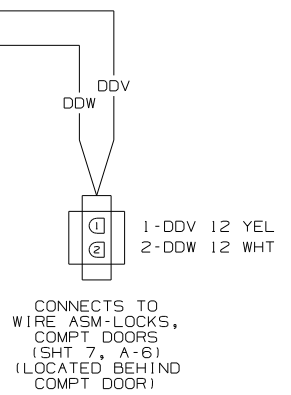 DDV
DDW
1
1-DDV 12 YEL
2
2-DDW 12 WHT
CONNECTS TO
WIRE ASM-LOCKS,
COMPT DOORS
(SHT 7, A-6)
(LOCATED BEHIND
COMPT DOOR)